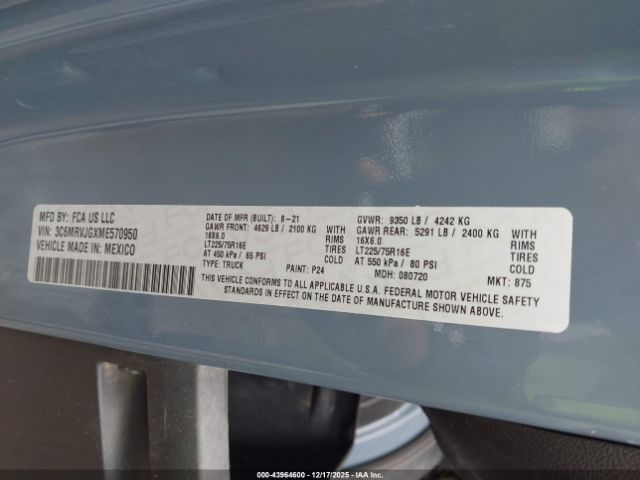 MFD BY: FCA US LLC
VIN: 3C6MRVJGXME570950
VEHICLE MADE IN: MEXICO
DATE OF MFR (BUILT): 8-21
GAWR FRONT: 4629 LB / 2100 KG WITH
16X6.0 RIMS
LT225/75R16E TIRES
AT 450 kPa / 65 PSI COLD
TYPE: TRUCK PAINT: P24
GVWR: 9350 LB / 4242 KG
GAWR REAR: 5291 LB / 2400 KG WITH
16X6.0 RIMS
LT225/75R16E TIRES
AT 550 kPa / 80 PSI COLD
MDH: 080720 MKT: 875
THIS VEHICLE CONFORMS TO ALL APPLICABLE U.S.A. FEDERAL MOTOR VEHICLE SAFETY
STANDARDS IN EFFECT ON THE DATE OF MANUFACTURE SHOWN ABOVE.
000-43964600 - 12/17/2025 - IAA Inc.